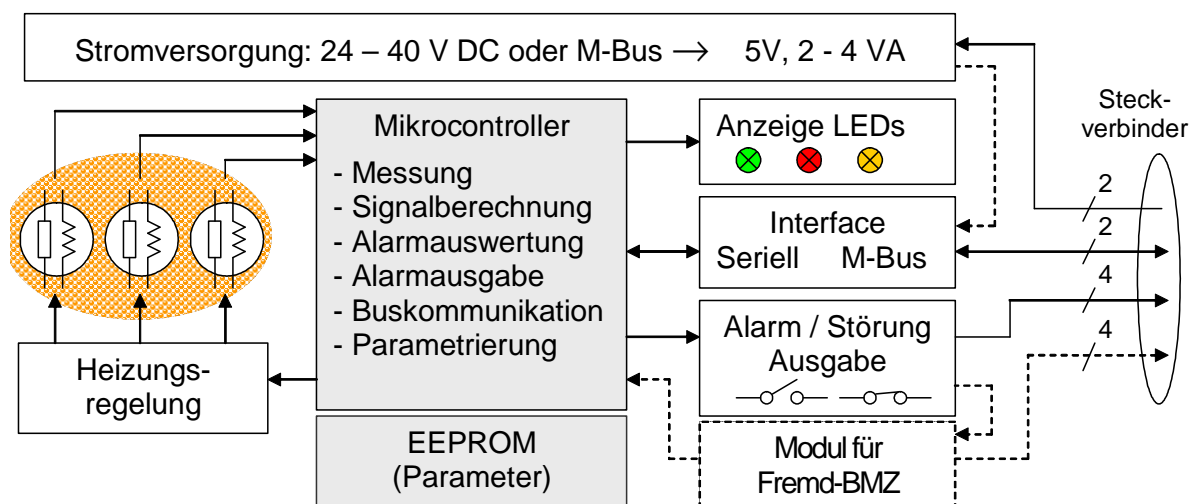 Stromversorgung: 24 – 40 V DC oder M-Bus → 5V, 2 - 4 VA
Steck-
verbinder
Mikrocontroller
- Messung
- Signalberechnung
- Alarmauswertung
- Alarmausgabe
- Buskommunikation
- Parametrierung
Anzeige LEDs
Interface
Seriell M-Bus
Alarm / Störung
Ausgabe
2
2
4
4
Heizungs-
regelung
EEPROM
(Parameter)
Modul für
Fremd-BMZ